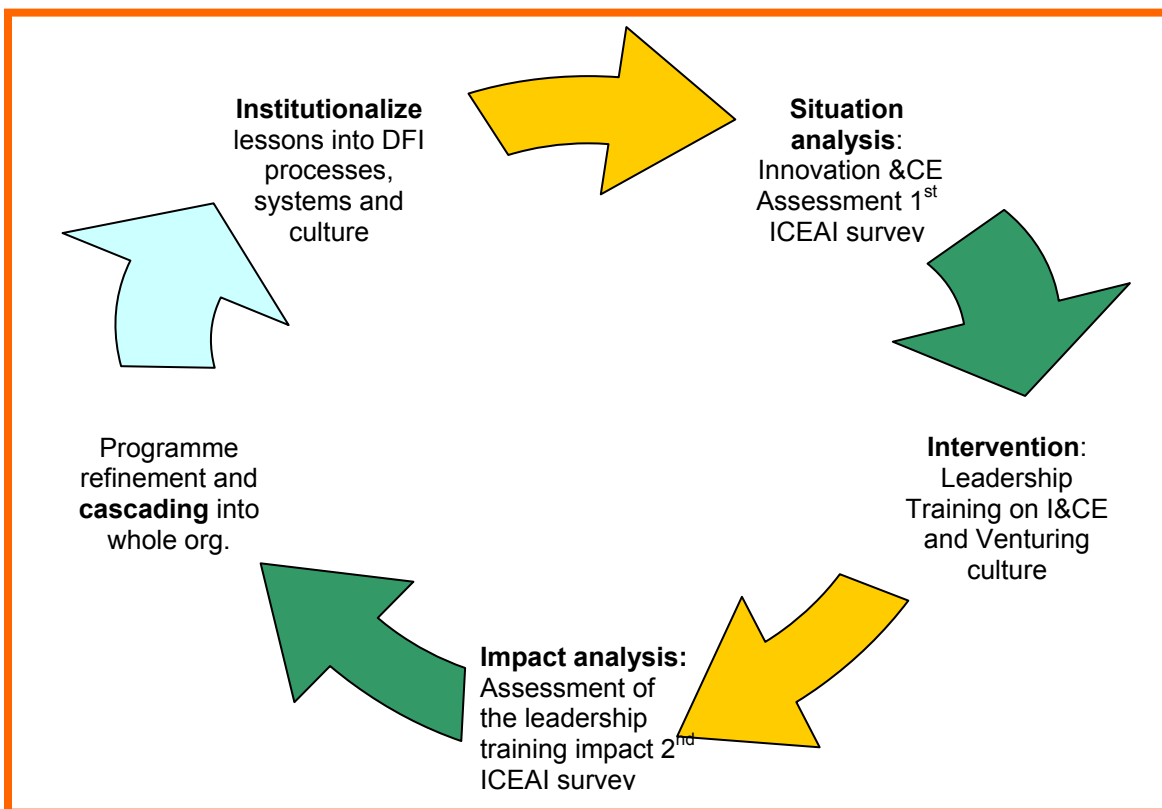 Institutionalize
lessons into DFI
processes,
systems and
culture
Situation
analysis:
Innovation &CE
Assessment 1st
ICEAI survey
Intervention:
Leadership
Training on I&CE
and Venturing
culture
Impact analysis:
Assessment of
the leadership
training impact 2nd
ICEAI survey
Programme
refinement and
cascading into
whole org.